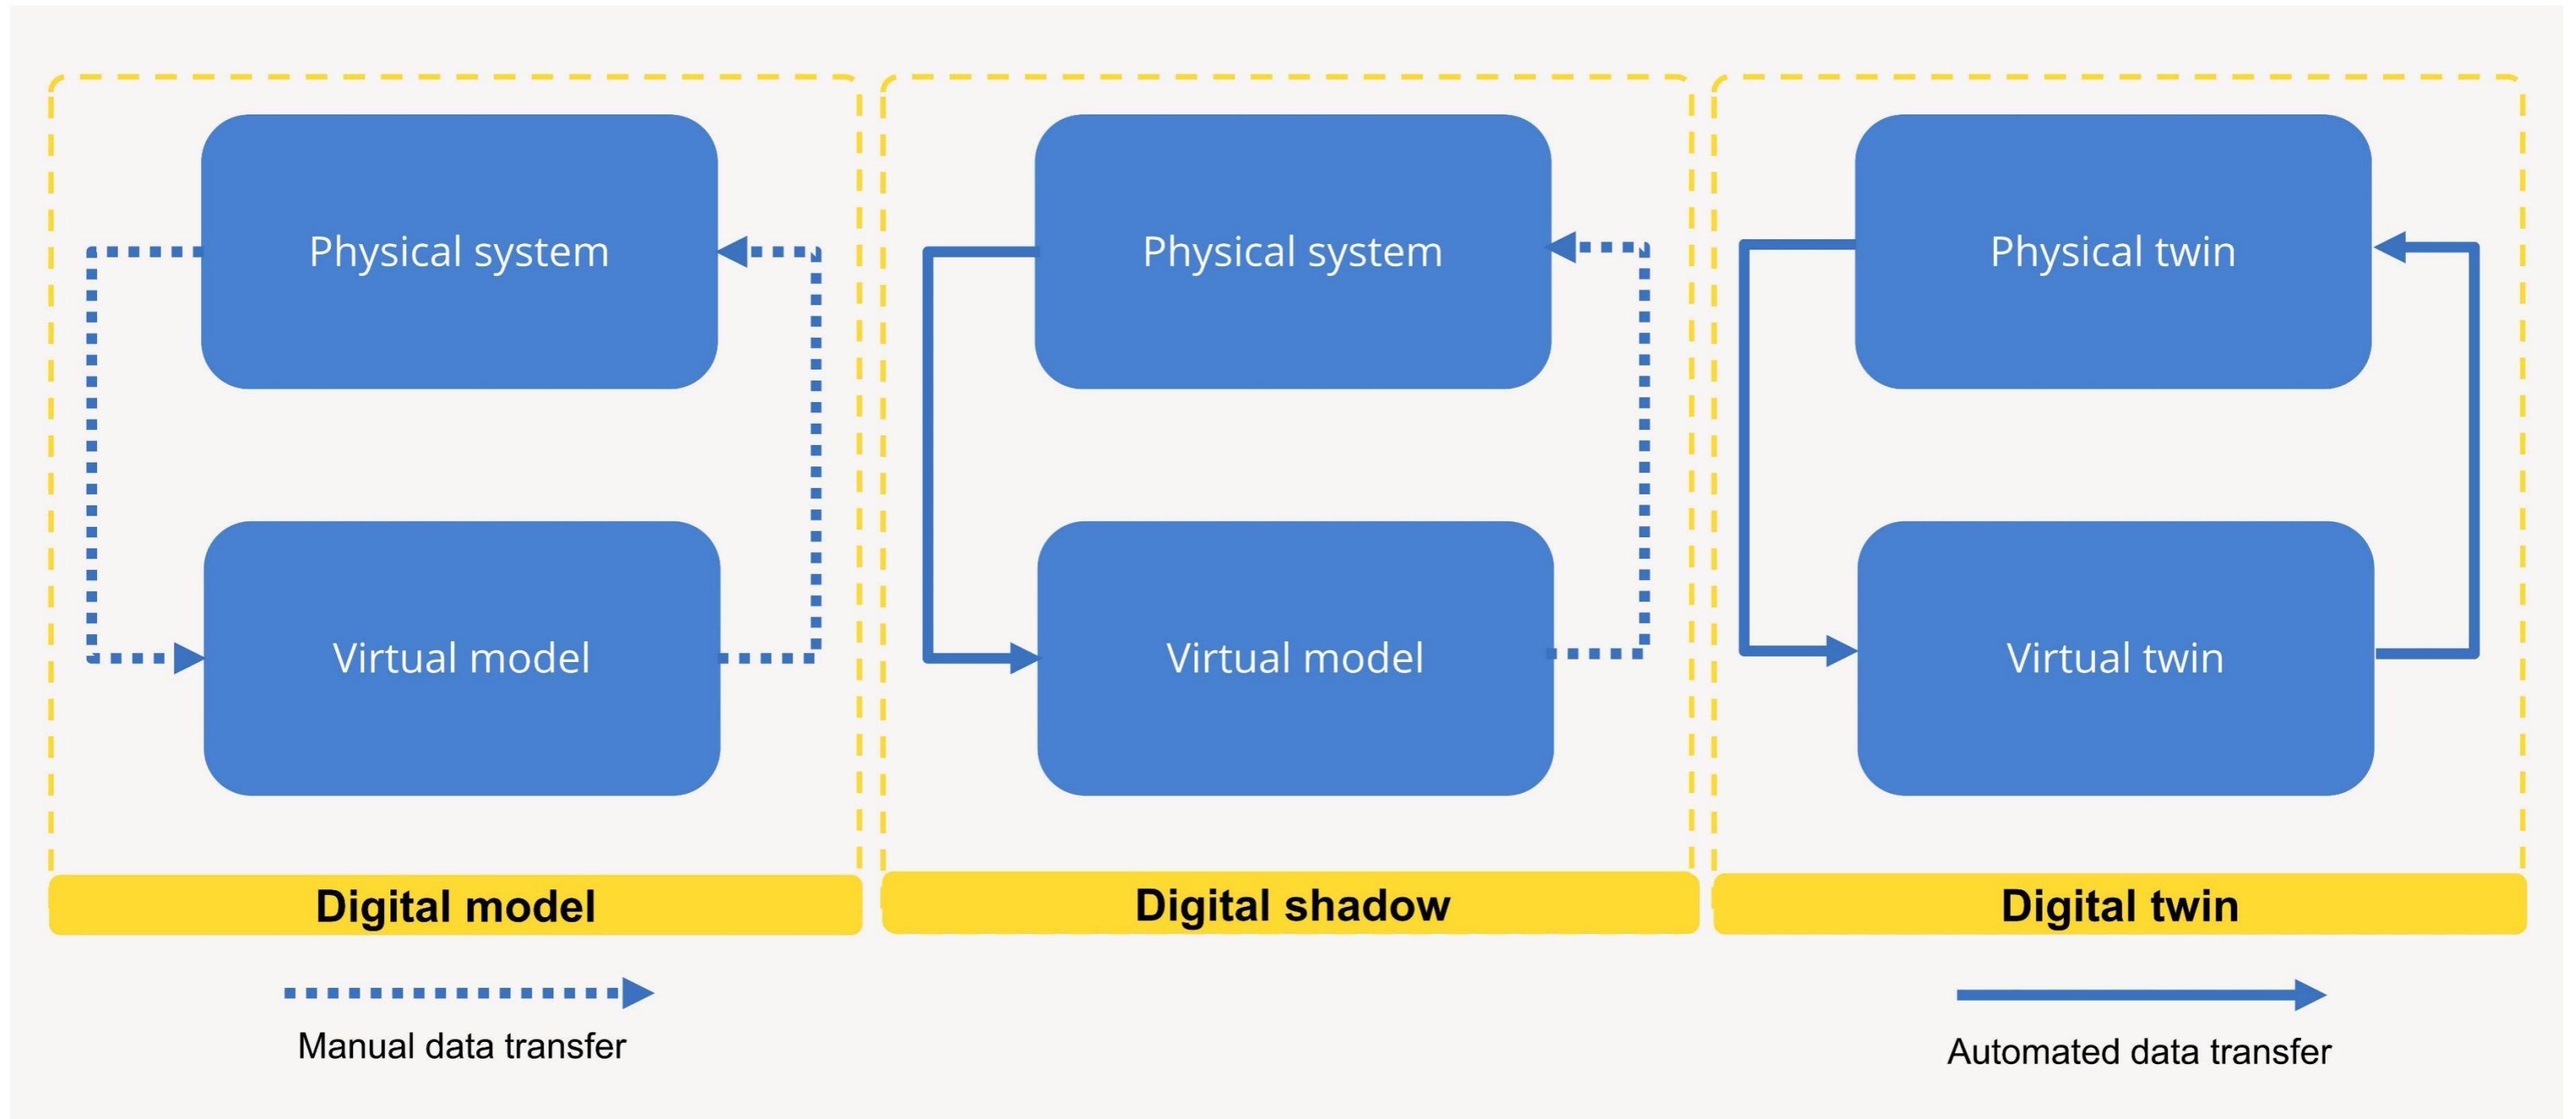 Physical system
Virtual model
Digital model
Physical system
Virtual model
Digital shadow
Physical twin
Virtual twin
Digital twin
Manual data transfer
Automated data transfer